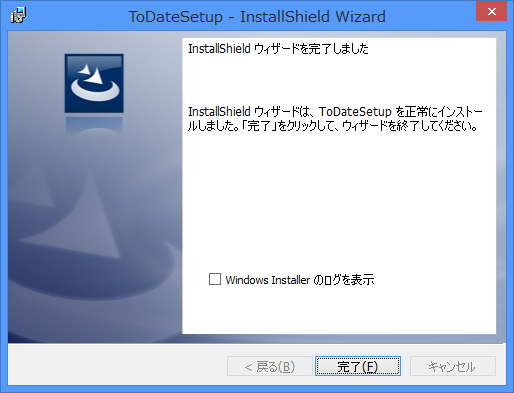 ToDateSetup - InstallShield Wizard
InstallShield ウィザードを完了しました
InstallShield ウィザードは、ToDateSetup を正常にインストー
ルしました。「完了」をクリックして、ウィザードを終了してください。
Windows Installer のログを表示
< 戻る(B)
完了(F)
キャンセル